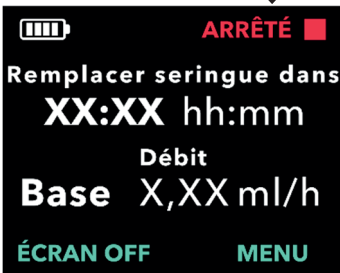 ARRÊTÉ
Remplacer seringue dans
XX:XX hh:mm
Débit
Base X,XX ml/h
ÉCRAN OFF MENU